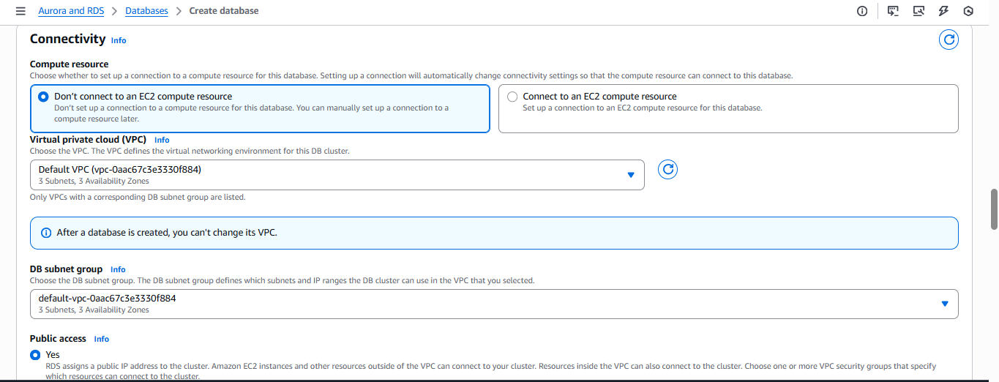 Aurora and RDS > Databases > Create database
Connectivity Info
Compute resource
Choose whether to set up a connection to a compute resource for this database. Setting up a connection will automatically change connectivity settings so that the compute resource can connect to this database.
Don't connect to an EC2 compute resource
Don't set up a connection to a compute resource for this database. You can manually set up a connection to a
compute resource later.
Connect to an EC2 compute resource
Set up a connection to an EC2 compute resource for this database.
Virtual private cloud (VPC) Info
Choose the VPC. The VPC defines the virtual networking environment for this DB cluster.
Default VPC (vpc-0aac67c3e3330f884)
3 Subnets, 3 Availability Zones
Only VPCs with a corresponding DB subnet group are listed.
After a database is created, you can't change its VPC.
DB subnet group Info
Choose the DB subnet group. The DB subnet group defines which subnets and IP ranges the DB cluster can use in the VPC that you selected.
default-vpc-0aac67c3e3330f884
3 Subnets, 3 Availability Zones
Public access Info
Yes
RDS assigns a public IP address to the cluster. Amazon EC2 instances and other resources outside of the VPC can connect to your cluster. Resources inside the VPC can also connect to the cluster. Choose one or more VPC security groups that specify
which resources can connect to the cluster.